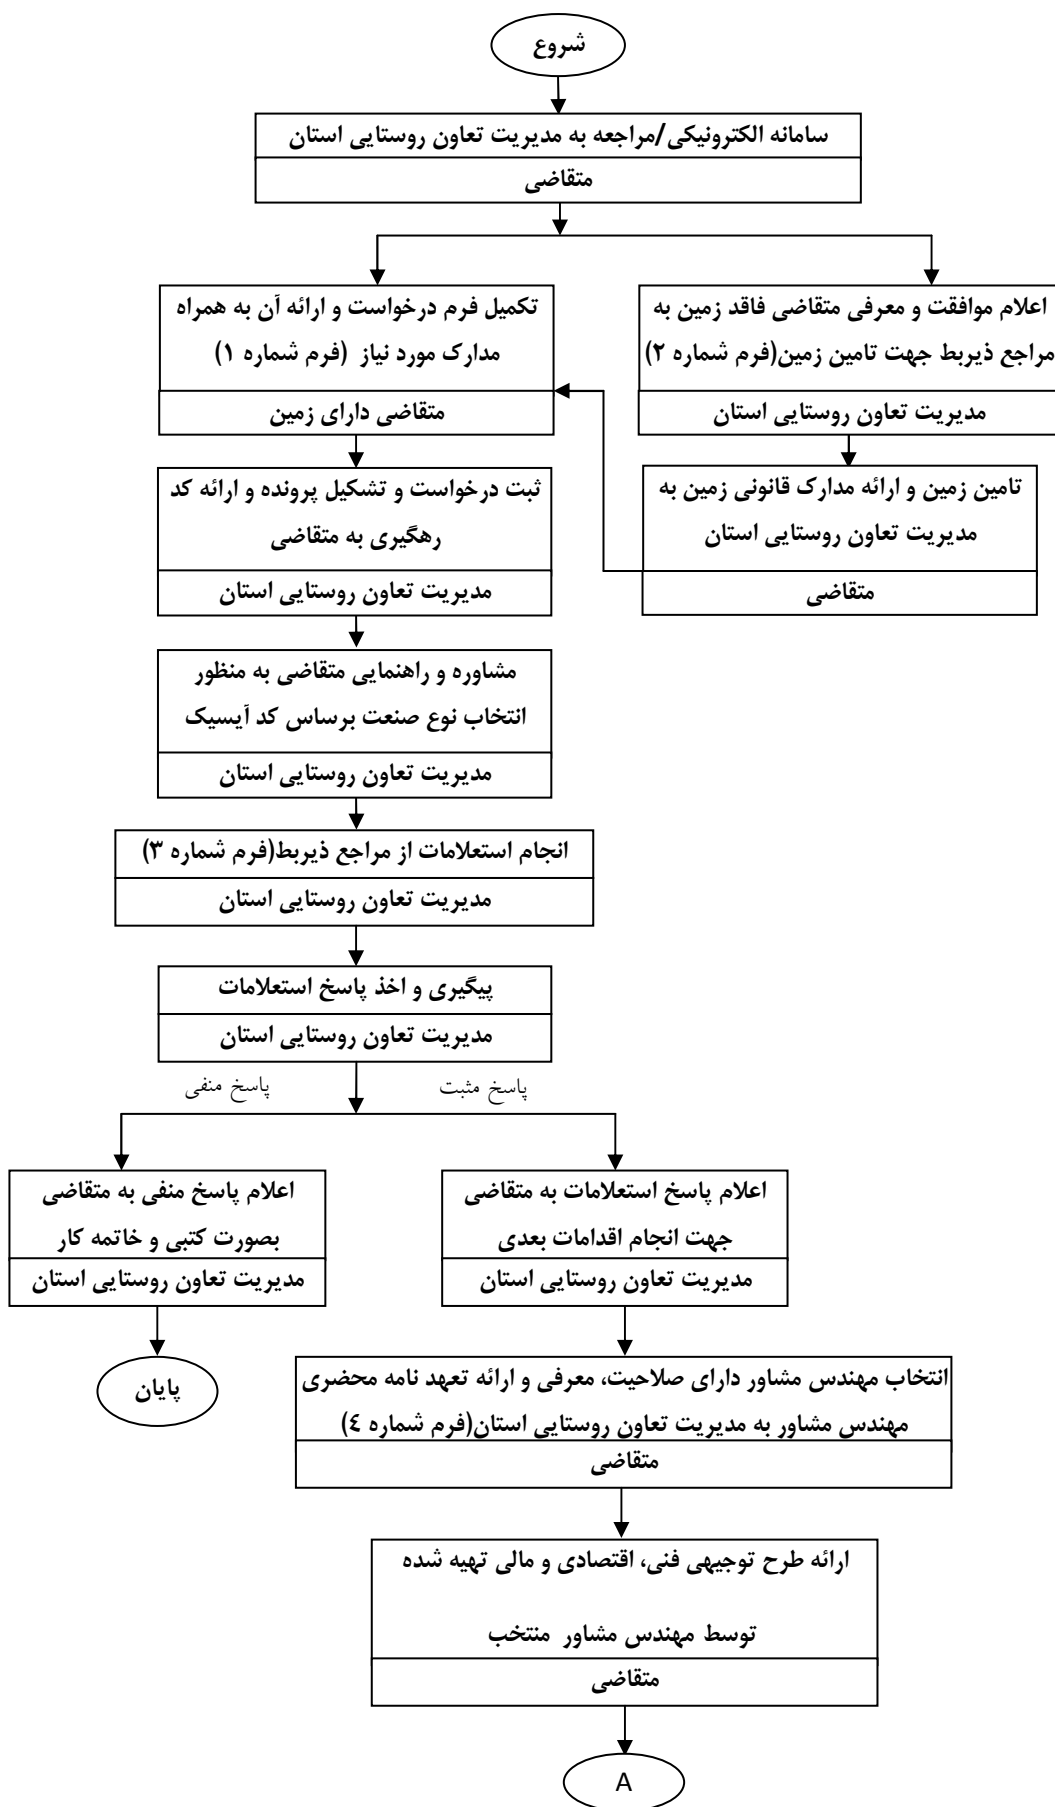 شروع
سامانه الکترونیکی/مراجعه به مدیریت تعاون روستایی استان
متقاضی
اعلام موافقت و معرفی متقاضی فاقد زمین به
مراجع ذیربط جهت تامین زمین(فرم شماره ۲)
مدیریت تعاون روستایی استان
تکمیل فرم درخواست و ارائه آن به همراه
مدارک مورد نیاز (فرم شماره ۱)
متقاضی دارای زمین
تامین زمین و ارائه مدارک قانونی زمین به
مدیریت تعاون روستایی استان
متقاضی
ثبت درخواست و تشکیل پرونده و ارائه کد
رهگیری به متقاضی
مدیریت تعاون روستایی استان
مشاوره و راهنمایی متقاضی به منظور
انتخاب نوع صنعت برساس کد آیسیک
مدیریت تعاون روستایی استان
انجام استعلامات از مراجع ذیربط(فرم شماره ۳)
مدیریت تعاون روستایی استان
پیگیری و اخذ پاسخ استعلامات
مدیریت تعاون روستایی استان
پاسخ مثبت
پاسخ منفی
اعلام پاسخ استعلامات به متقاضی
جهت انجام اقدامات بعدی
مدیریت تعاون روستایی استان
اعلام پاسخ منفی به متقاضی
بصورت کتبی و خاتمه کار
مدیریت تعاون روستایی استان
پایان
انتخاب مهندس مشاور دارای صلاحیت، معرفی و ارائه تعهد نامه محضری
مهندس مشاور به مدیریت تعاون روستایی استان(فرم شماره ٤)
متقاضی
ارائه طرح توجیهی فنی، اقتصادی و مالی تهیه شده
توسط مهندس مشاور منتخب
متقاضی
A